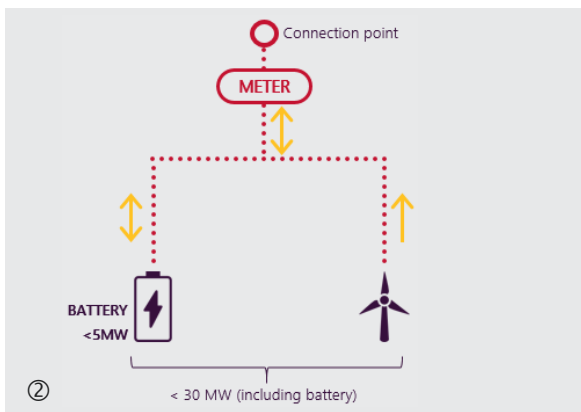 Connection point
METER
BATTERY
<5MW
< 30 MW (including battery)
②